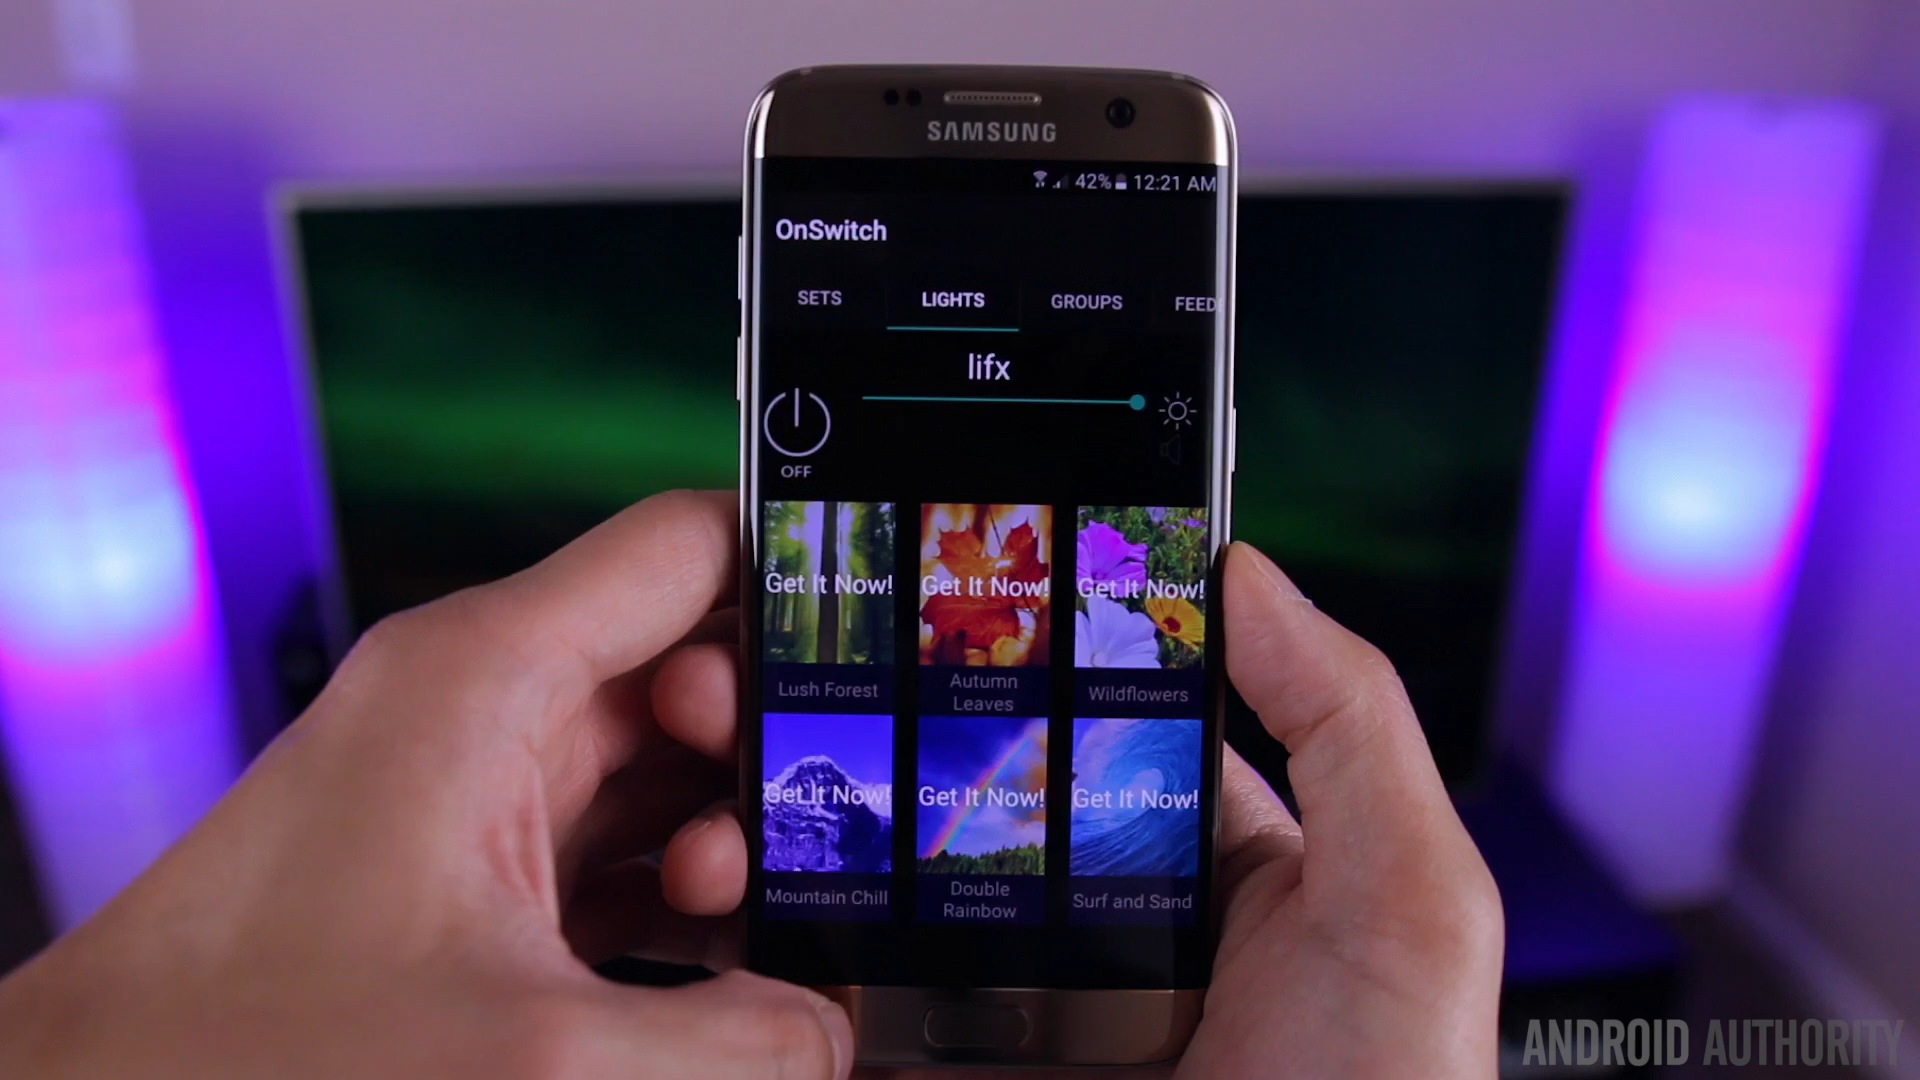 SAMSUNG
42% 12:21 AM
OnSwitch
SETS LIGHTS GROUPS FEED
lifx
OFF
Get It Now! Get It Now! Get It Now!
Lush Forest Autumn Leaves Wildflowers
Get It Now! Get It Now! Get It Now!
Mountain Chill Double Rainbow Surf and Sand
ANDROID AUTHORITY